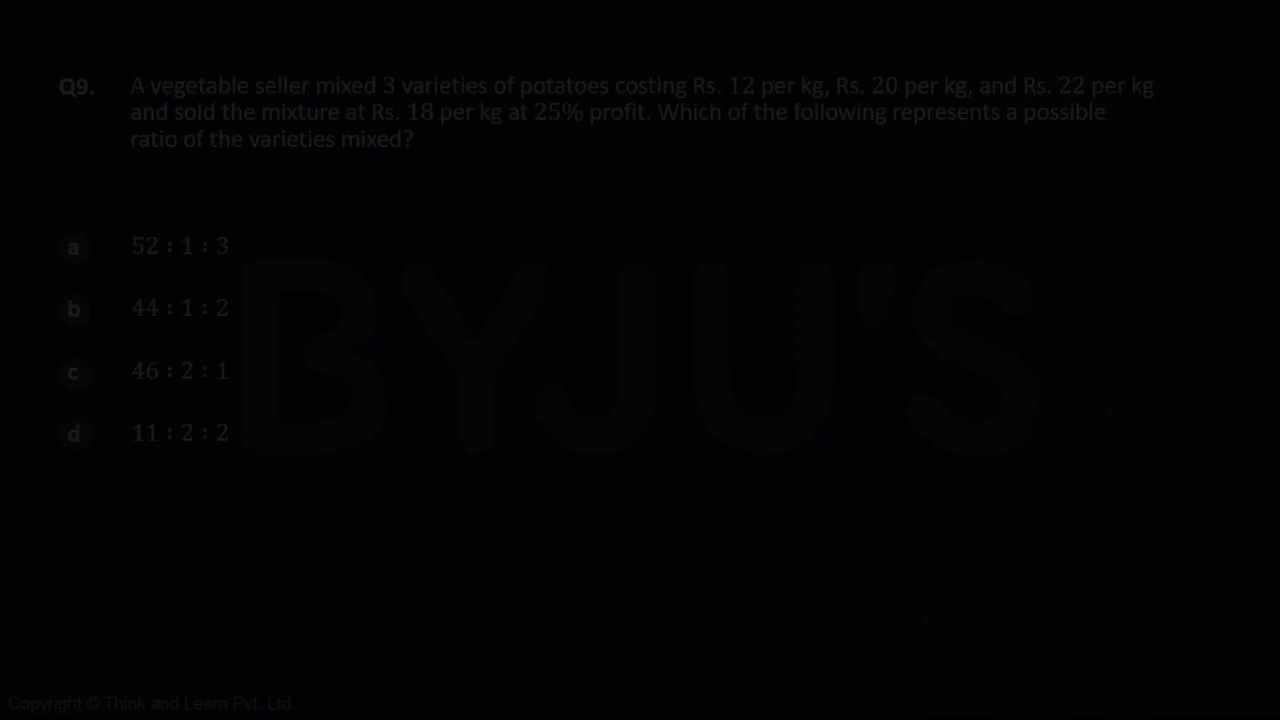 Q9. A vegetable seller mixed 3 varieties of potatoes costing Rs. 12 per kg, Rs. 20 per kg, and Rs. 22 per kg
and sold the mixture at Rs. 18 per kg at 25% profit. Which of the following represents a possible
ratio of the varieties mixed?
a 52 : 1 : 3
b 44 : 1 : 2
c 46 : 2 : 1
d 11 : 2 : 2
BYJU'S
Copyright © Think and Learn Pvt. Ltd.